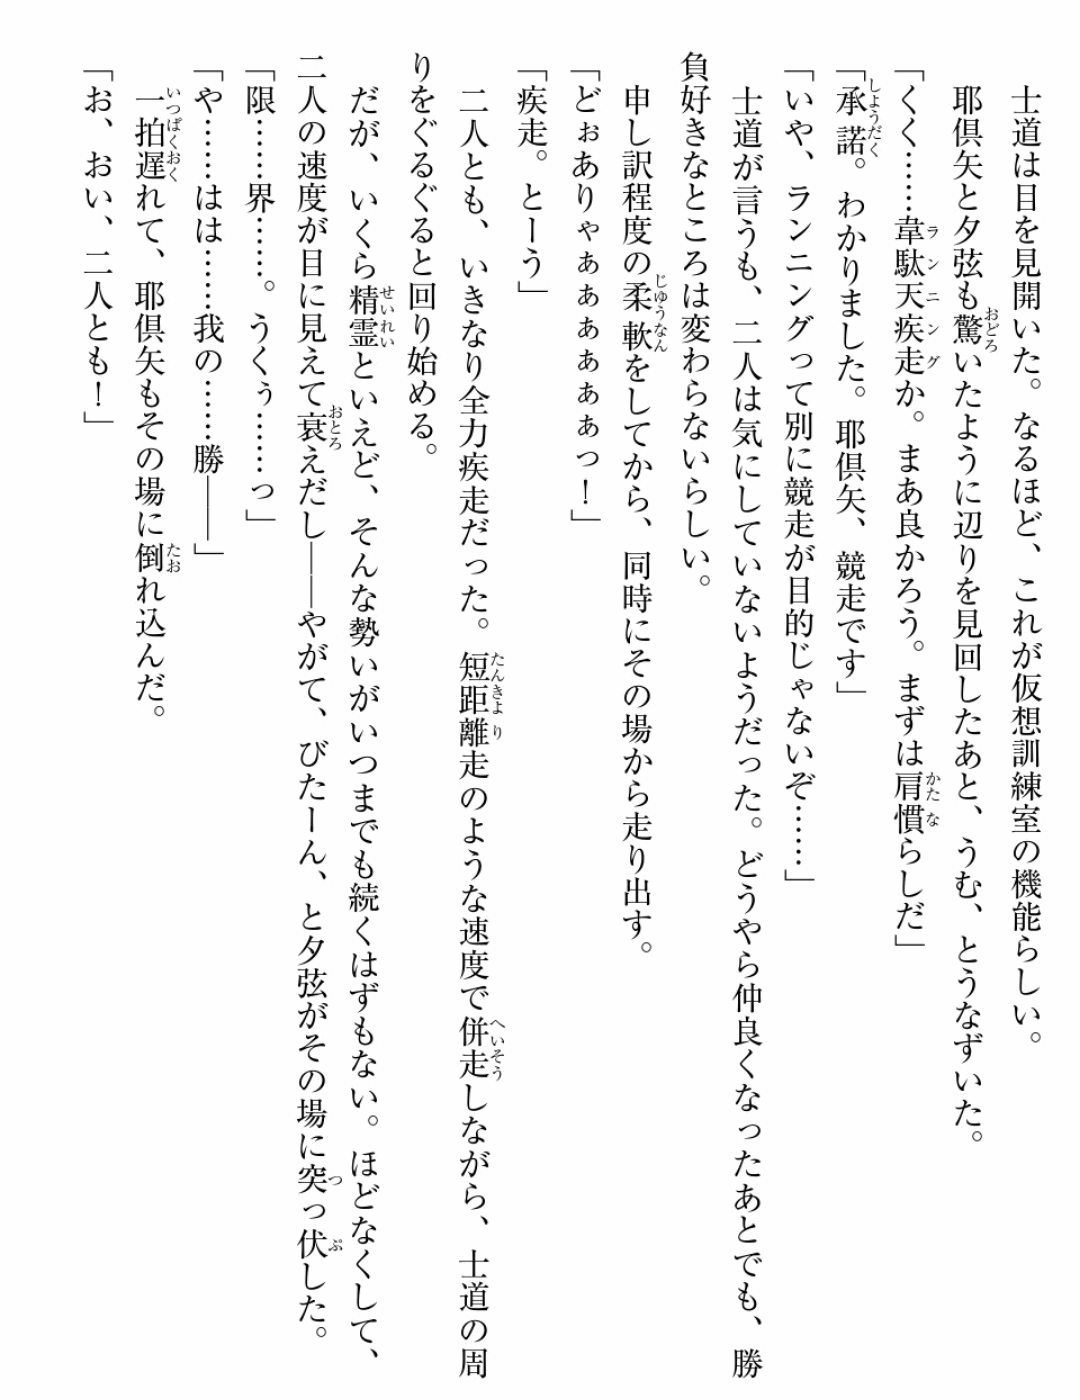 士道は目を見開いた。なるほど、これが仮想訓練室の機能らしい。
耶倶矢と夕弦も驚いたように辺りを見回したあと、うむ、とうなずいた。
「くく……韋駄天疾走か。まあ良かろう。まずは肩慣らしだ」
「承諾。わかりました。耶倶矢、競走です」
「いや、ランニングって別に競走が目的じゃないぞ……」
士道が言うも、二人は気にしていないようだった。どうやら仲良くなったあとでも、勝
負好きなところは変わらないらしい。
申し訳程度の柔軟をしてから、同時にその場から走り出す。
「どぉありゃぁぁぁぁぁぁっ！」
「疾走。とーう」
二人とも、いきなり全力疾走だった。短距離走のような速度で併走しながら、士道の周
りをぐるぐると回り始める。
だが、いくら精霊といえど、そんな勢いがいつまでも続くはずもない。ほどなくして、
二人の速度が目に見えて衰えだし――やがて、びたーん、と夕弦がその場に突っ伏した。
「限……界……。うくぅ……っ」
「や……はは……我の……勝――」
一拍遅れて、耶倶矢もその場に倒れ込んだ。
「お、おい、二人とも！」